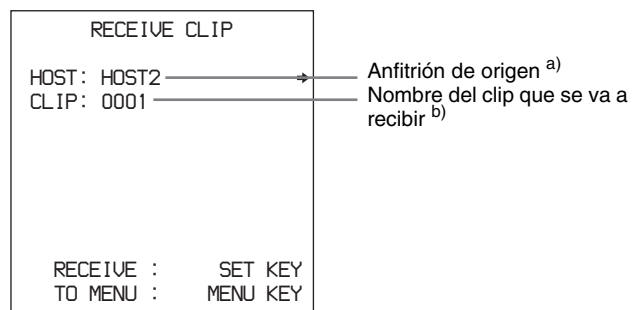 RECEIVE CLIP
HOST: HOST2
CLIP: 0001
Anfitrión de origen a)
Nombre del clip que se va a
recibir b)
RECEIVE : SET KEY
TO MENU : MENU KEY